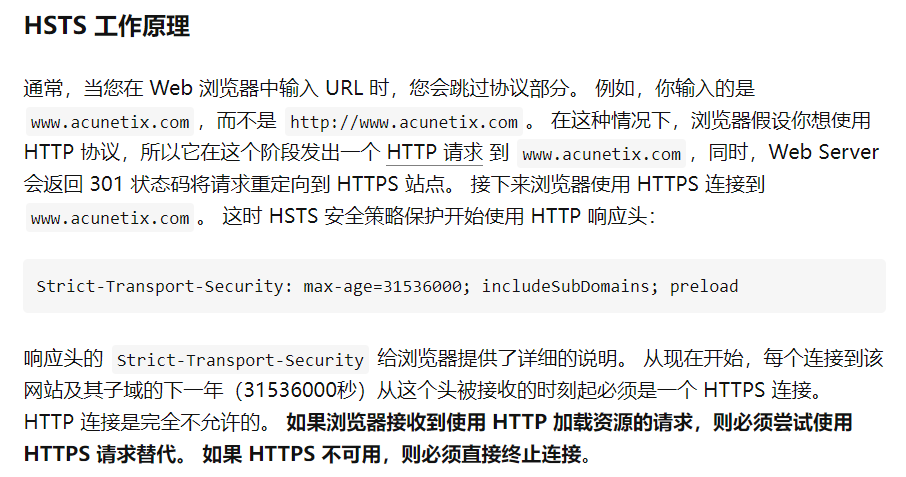 HSTS 工作原理
通常，当您在 Web 浏览器中输入 URL 时，您会跳过协议部分。 例如，你输入的是
www.acunetix.com ，而不是 http://www.acunetix.com 。 在这种情况下，浏览器假设你想使用
HTTP 协议，所以它在这个阶段发出一个 HTTP 请求 到 www.acunetix.com ，同时，Web Server
会返回 301 状态码将请求重定向到 HTTPS 站点。 接下来浏览器使用 HTTPS 连接到
www.acunetix.com 。 这时 HSTS 安全策略保护开始使用 HTTP 响应头：
Strict-Transport-Security: max-age=31536000; includeSubDomains; preload
响应头的 Strict-Transport-Security 给浏览器提供了详细的说明。 从现在开始，每个连接到该
网站及其子域的下一年（31536000秒）从这个头被接收的时刻起必须是一个 HTTPS 连接。
HTTP 连接是完全不允许的。 如果浏览器接收到使用 HTTP 加载资源的请求，则必须尝试使用
HTTPS 请求替代。 如果 HTTPS 不可用，则必须直接终止连接。